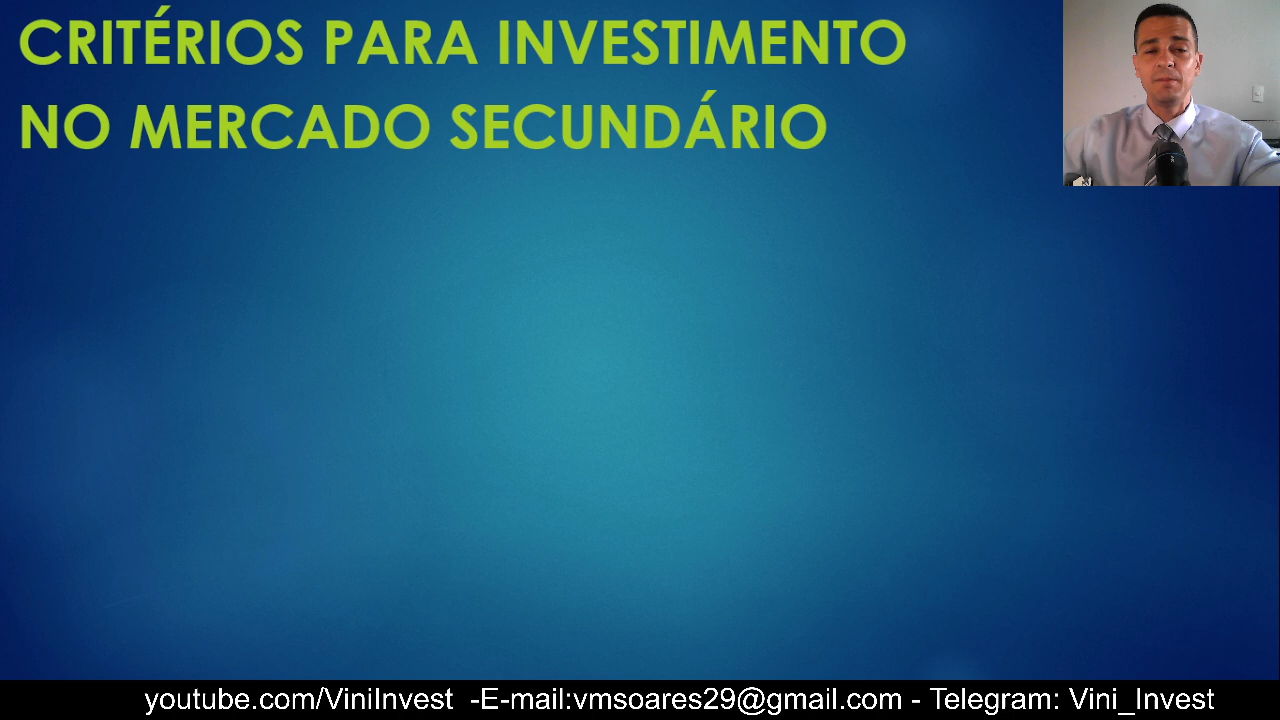 CRITÉRIOS PARA INVESTIMENTO
NO MERCADO SECUNDÁRIO
youtube.com/ViniInvest -E-mail:vmsoares29@gmail.com - Telegram: Vini_Invest